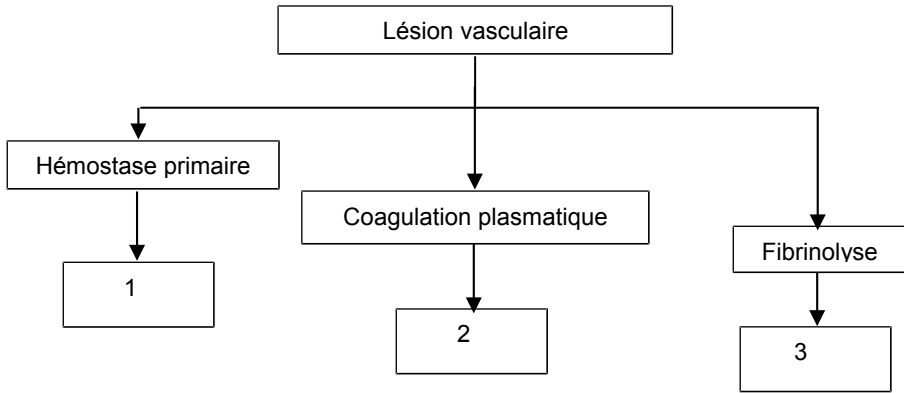 Lésion vasculaire
Hémostase primaire
Coagulation plasmatique
Fibrinolyse
1
2
3